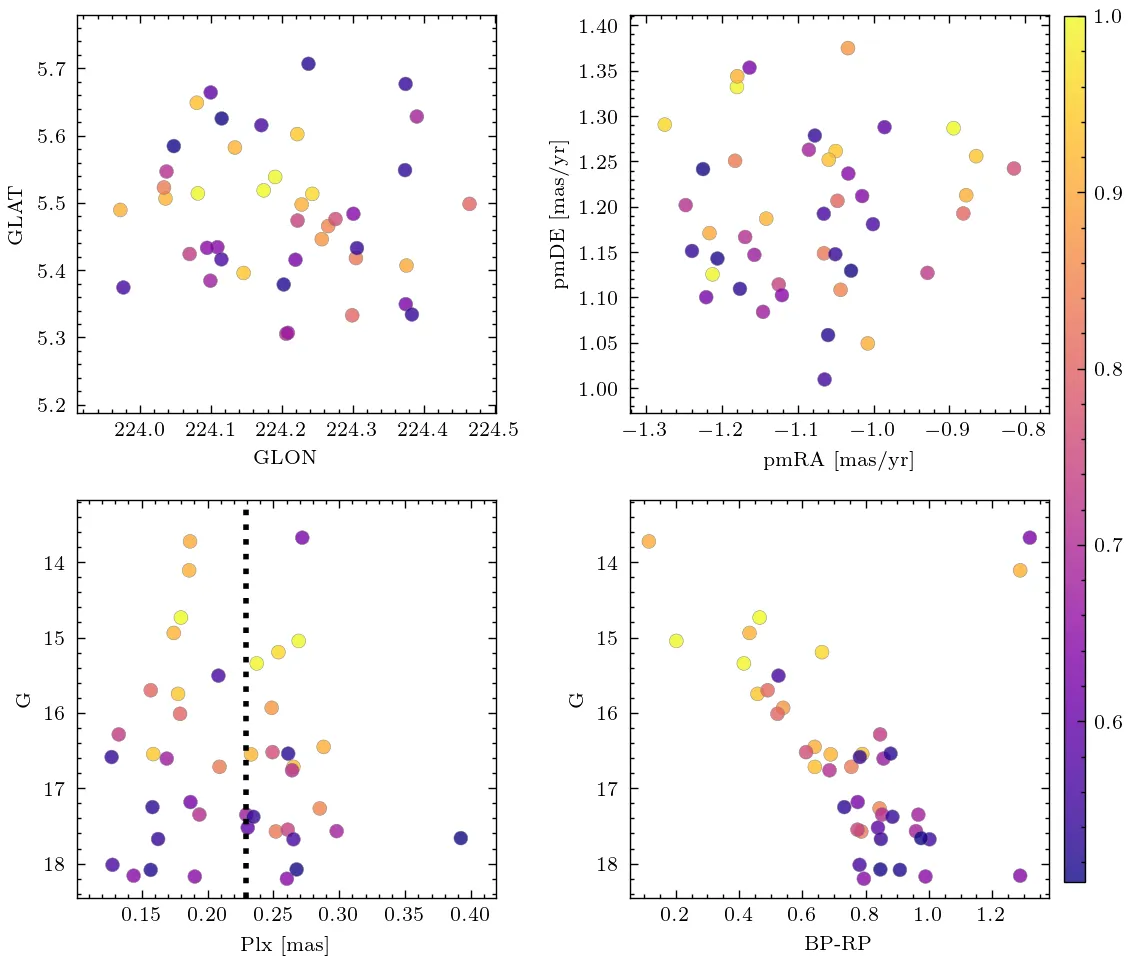 5.7
5.6
5.5
5.4
5.3
5.2
GLAT
224.0 224.1 224.2 224.3 224.4 224.5
GLON
1.40
1.35
1.30
1.25
1.20
1.15
1.10
1.05
1.00
pmDE [mas/yr]
−1.3 −1.2 −1.1 −1.0 −0.9 −0.8
pmRA [mas/yr]
1.0
0.9
0.8
0.7
0.6
14
15
16
17
18
G
0.15 0.20 0.25 0.30 0.35 0.40
Plx [mas]
14
15
16
17
18
G
0.2 0.4 0.6 0.8 1.0 1.2
BP-RP